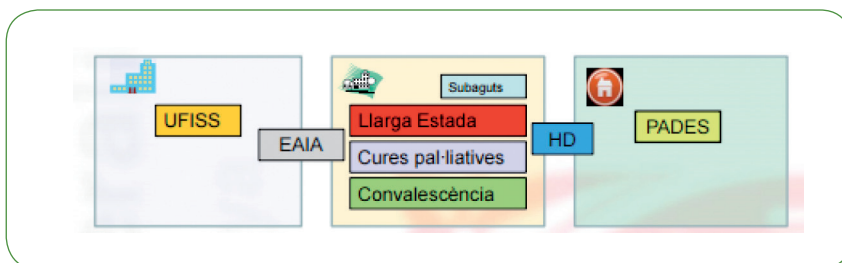 UFISS
EAIA
Subaguts
Llarga Estada
Cures pal·liatives
Convalescència
HD
PADES